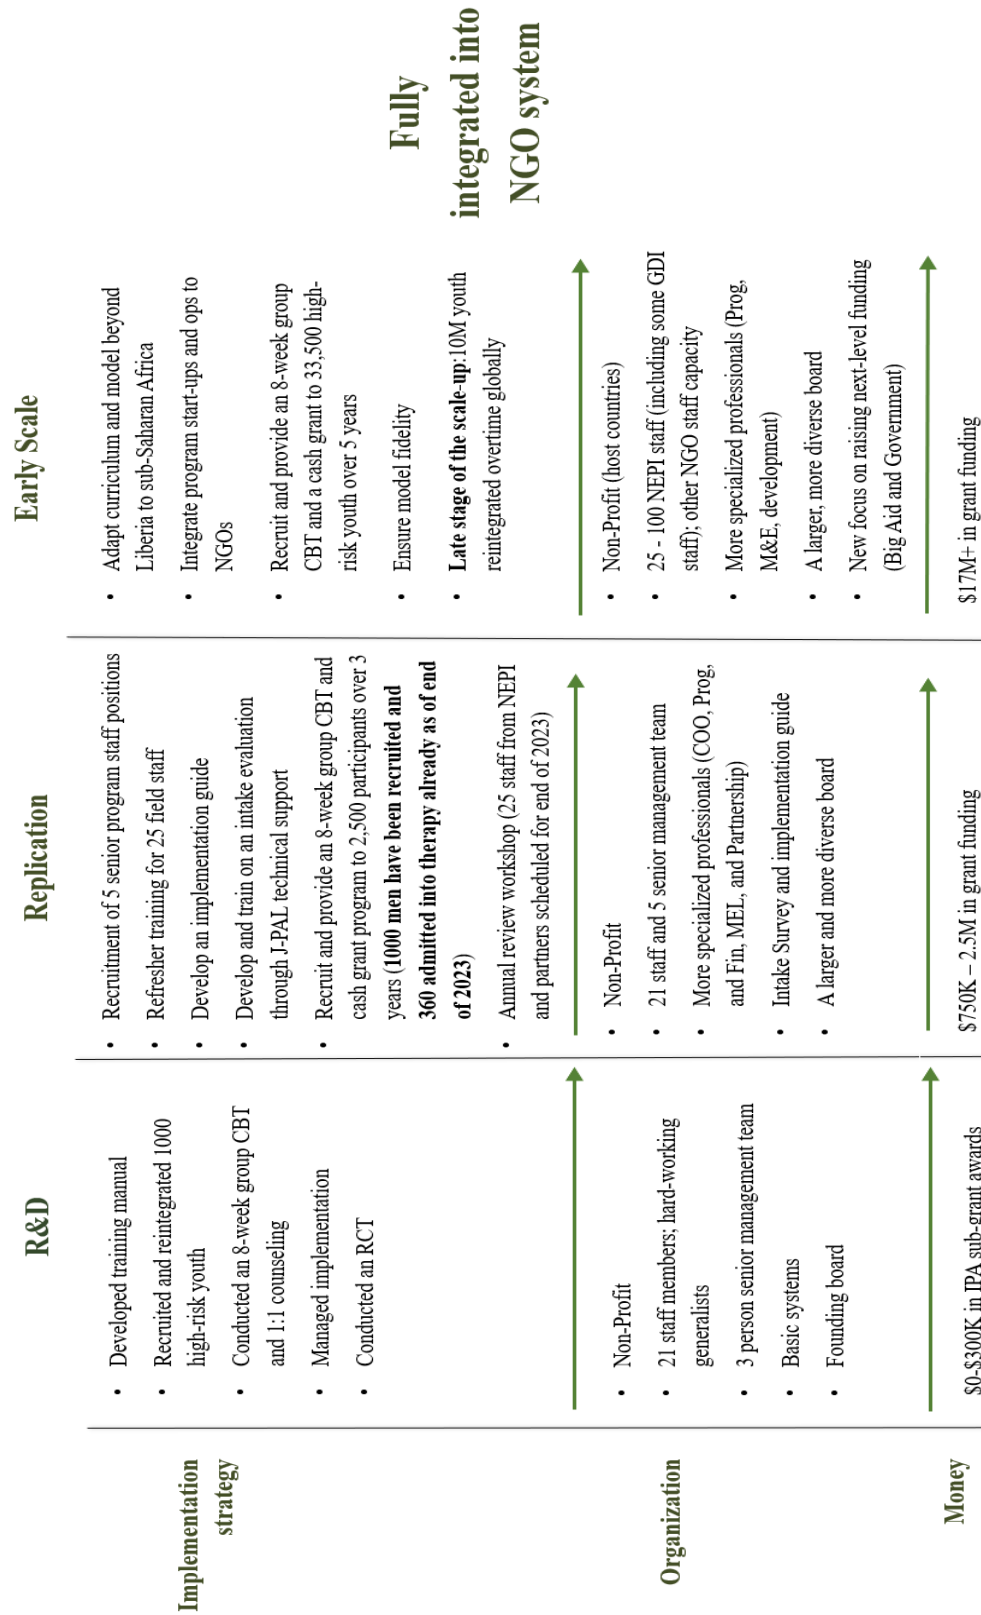 R&D
Replication
Early Scale
Implementation
strategy
• Developed training manual
• Recruited and reintegrated 1000
high-risk youth
• Conducted an 8-week group CBT
and 1:1 counseling
• Managed implementation
• Conducted an RCT
• Recruitment of 5 senior program staff positions
• Refresher training for 25 field staff
• Develop an implementation guide
• Develop and train on an intake evaluation
through J-PAL technical support
• Recruit and provide an 8-week group CBT and
cash grant program to 2,500 participants over 3
years (1000 men have been recruited and
360 admitted into therapy already as of end
of 2023)
• Annual review workshop (25 staff from NEPI
and partners scheduled for end of 2023)
• Adapt curriculum and model beyond
Liberia to sub-Saharan Africa
• Integrate program start-ups and ops to
NGOs
• Recruit and provide an 8-week group
CBT and a cash grant to 33,500 high-
risk youth over 5 years
• Ensure model fidelity
• Late stage of the scale-up:10M youth
reintegrated overtime globally
Fully
integrated into
NGO system
Organization
• Non-Profit
• 21 staff members; hard-working
generalists
• 3 person senior management team
• Basic systems
• Founding board
• Non-Profit
• 21 staff and 5 senior management team
• More specialized professionals (COO, Prog,
and Fin, MEL, and Partnership)
• Intake Survey and implementation guide
• A larger and more diverse board
• Non-Profit (host countries)
• 25 - 100 NEPI staff (including some GDI
staff); other NGO staff capacity
• More specialized professionals (Prog,
M&E, development)
• A larger, more diverse board
• New focus on raising next-level funding
(Big Aid and Government)
Money
$0-$300K in IPA sub-grant awards
$750K – 2.5M in grant funding
$17M+ in grant funding